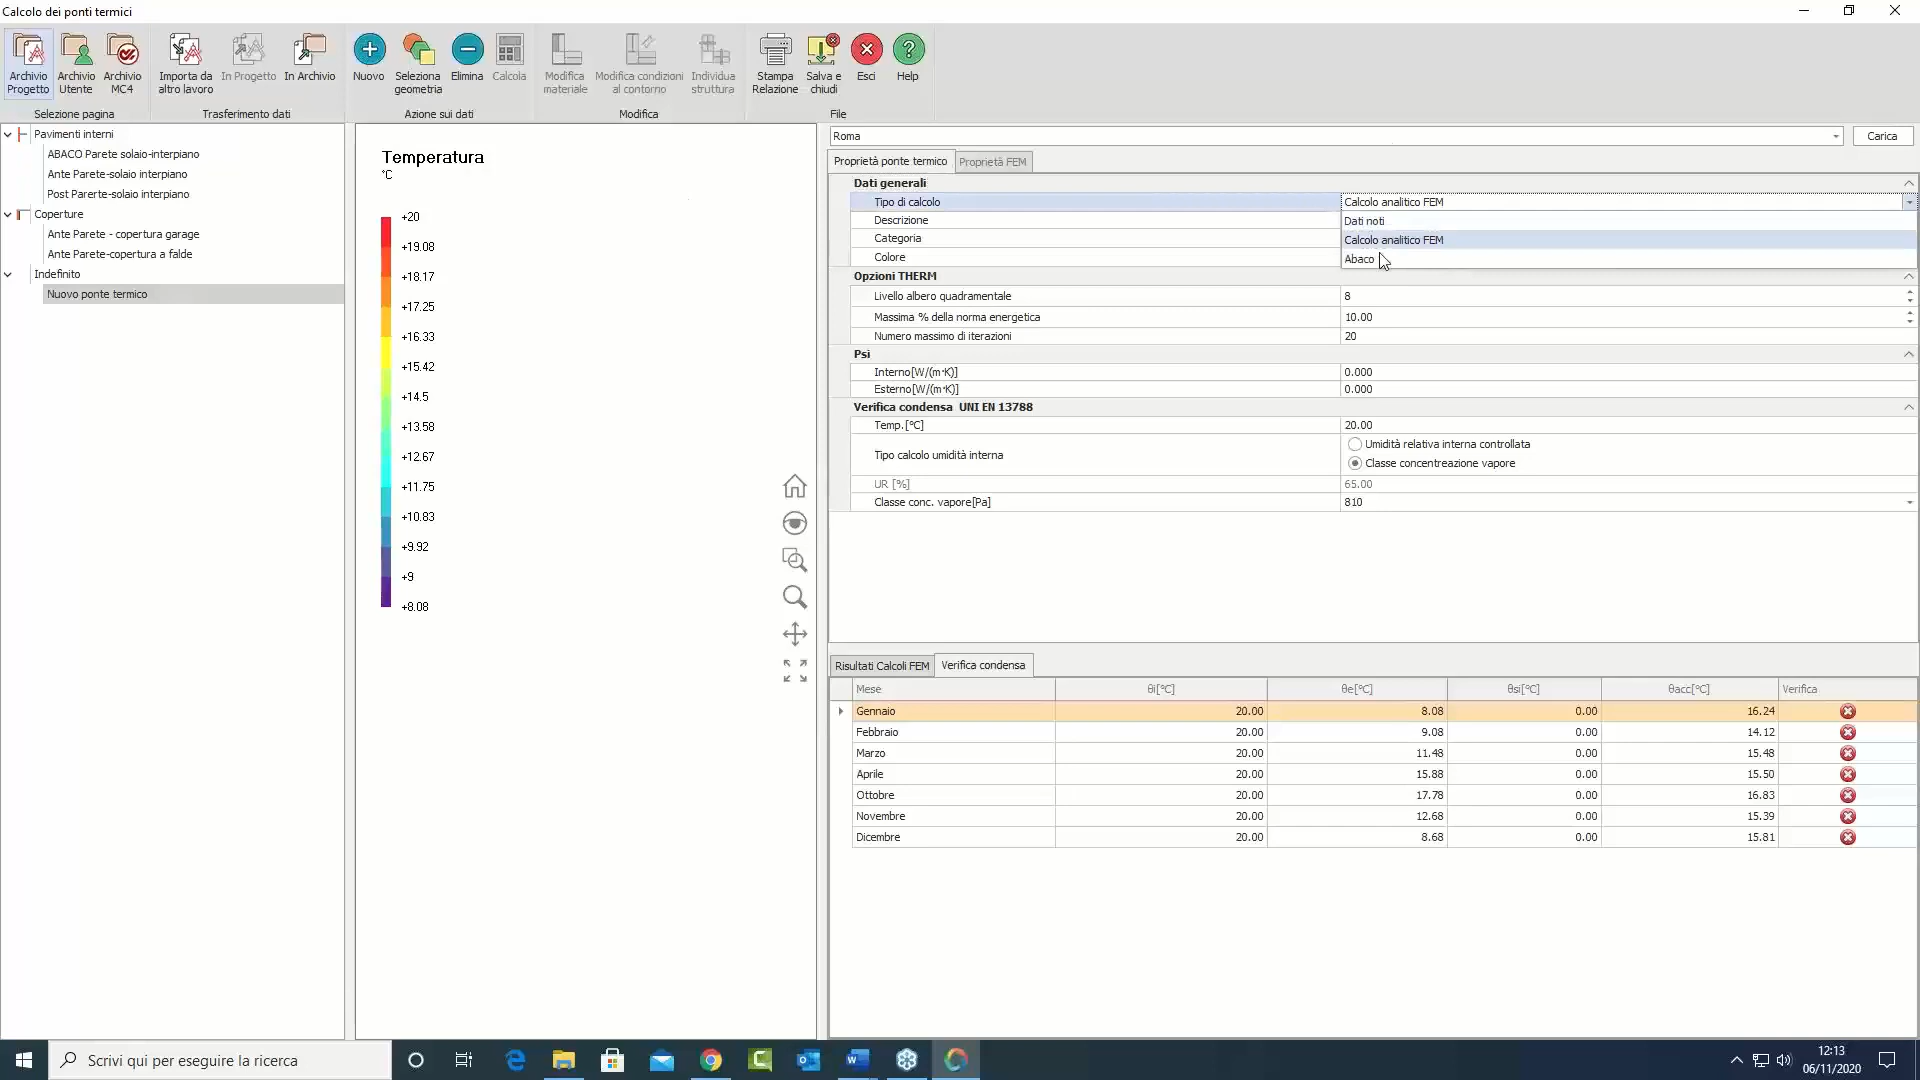 Calcolo dei ponti termici
Archivio Progetto
Archivio Utente
Archivio MC4
Importa da altro lavoro
In Progetto
In Archivio
Nuovo
Seleziona geometria
Elimina
Calcola
Modifica materiale
Modifica condizioni al contorno
Individua struttura
Stampa Relazione
Salva e chiudi
Esci
Help
Selezione pagina
Trasferimento dati
Azione sui dati
Modifica
File
Pavimenti interni
ABACO Parete solaio-interpiano
Ante Parete-solaio interpiano
Post Parerte-solaio interpiano
Coperture
Ante Parete - copertura garage
Ante Parete-copertura a falde
Indefinito
Nuovo ponte termico
Temperatura
°C
+20
+19.08
+18.17
+17.25
+16.33
+15.42
+14.5
+13.58
+12.67
+11.75
+10.83
+9.92
+9
+8.08
Roma
Carica
Proprietà ponte termico
Proprietà FEM
Dati generali
Tipo di calcolo Calcolo analitico FEM
Descrizione
Categoria
Colore
Dati noti
Calcolo analitico FEM
Abaco
Opzioni THERM
Livello albero quadramentale 8
Massima % della norma energetica 10.00
Numero massimo di iterazioni 20
Psi
Interno[W/(m·K)] 0.000
Esterno[W/(m·K)] 0.000
Verifica condensa UNI EN 13788
Temp.[°C] 20.00
Tipo calcolo umidità interna
Umidità relativa interna controllata
Classe concentreazione vapore
UR [%] 65.00
Classe conc. vapore[Pa] 810
Risultati Calcoli FEM
Verifica condensa
Mese θi[°C] θe[°C] θsi[°C] θacc[°C] Verifica
Gennaio 20.00 8.08 0.00 16.24
Febbraio 20.00 9.08 0.00 14.12
Marzo 20.00 11.48 0.00 15.48
Aprile 20.00 15.88 0.00 15.50
Ottobre 20.00 17.78 0.00 16.83
Novembre 20.00 12.68 0.00 15.39
Dicembre 20.00 8.68 0.00 15.81
Scrivi qui per eseguire la ricerca
12:13
06/11/2020